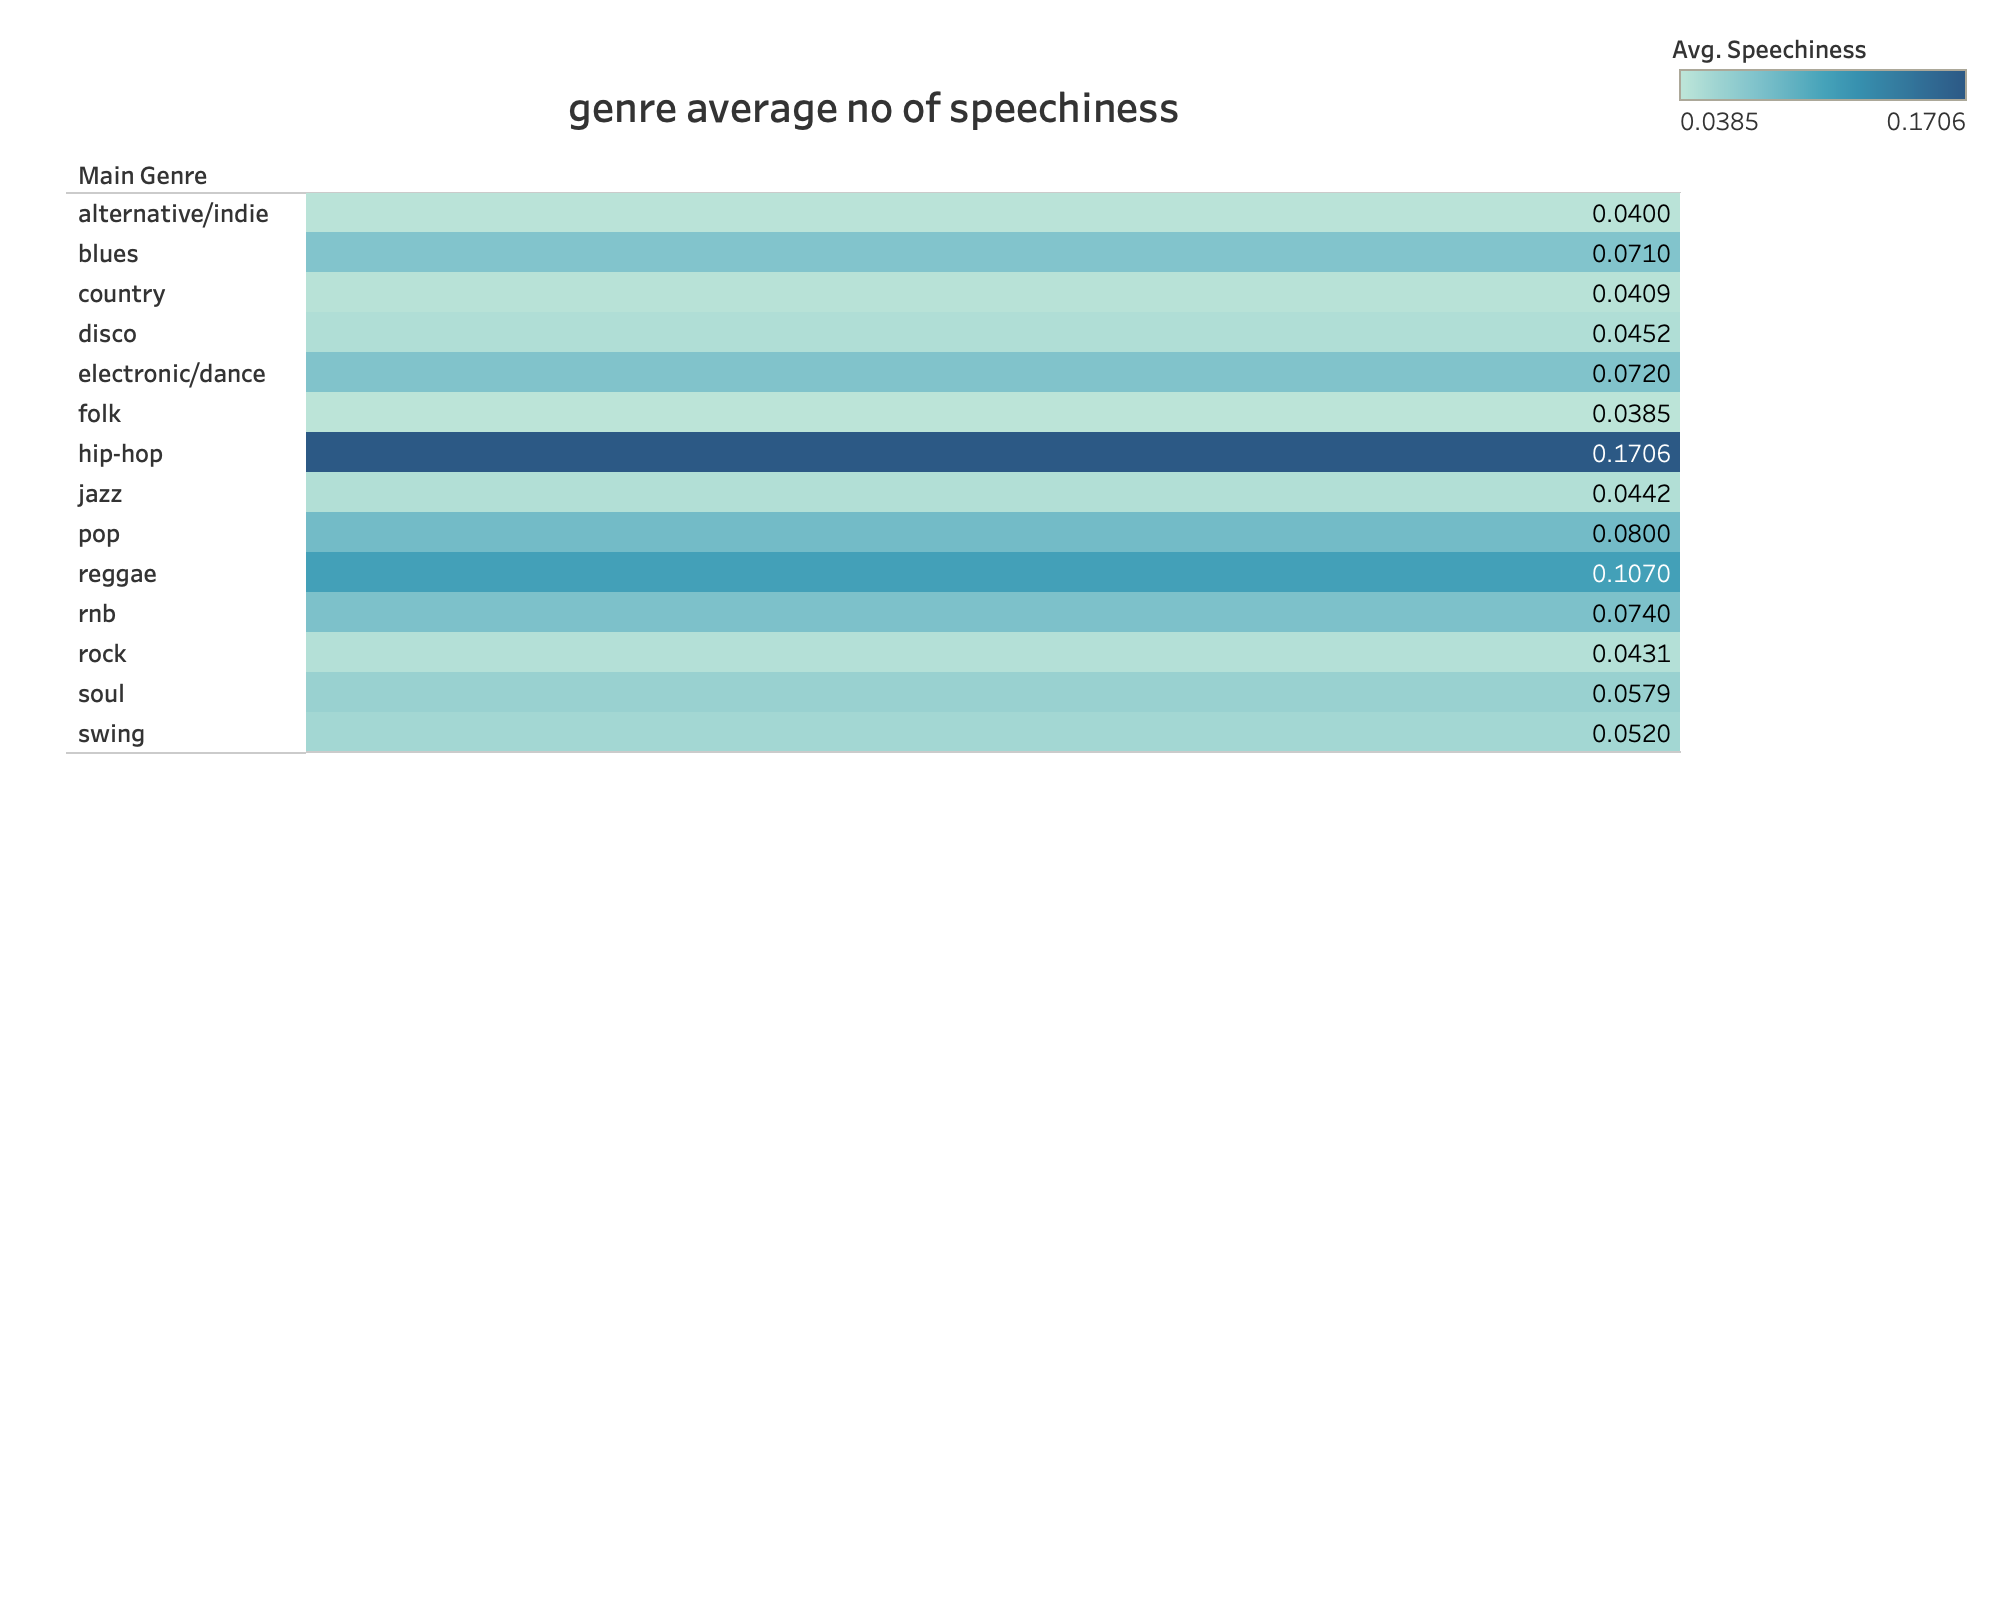 Avg. Speechiness
0.0385 0.1706
genre average no of speechiness
Main Genre
alternative/indie 0.0400
blues 0.0710
country 0.0409
disco 0.0452
electronic/dance 0.0720
folk 0.0385
hip-hop 0.1706
jazz 0.0442
pop 0.0800
reggae 0.1070
rnb 0.0740
rock 0.0431
soul 0.0579
swing 0.0520